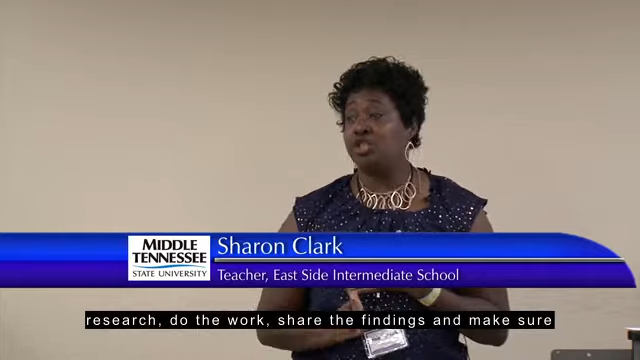 MIDDLE
TENNESSEE
STATE UNIVERSITY
Sharon Clark
Teacher, East Side Intermediate School
research, do the work, share the findings and make sure